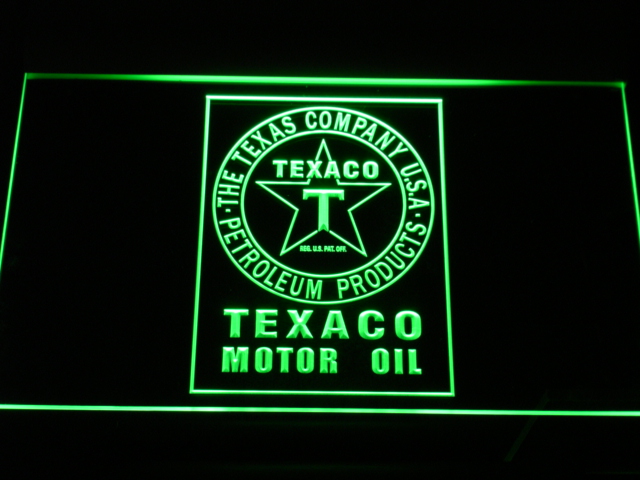 · THE TEXAS COMPANY U.S.A ·
TEXACO
T
REG. U.S. PAT. OFF.
PETROLEUM PRODUCTS
TEXACO
MOTOR OIL